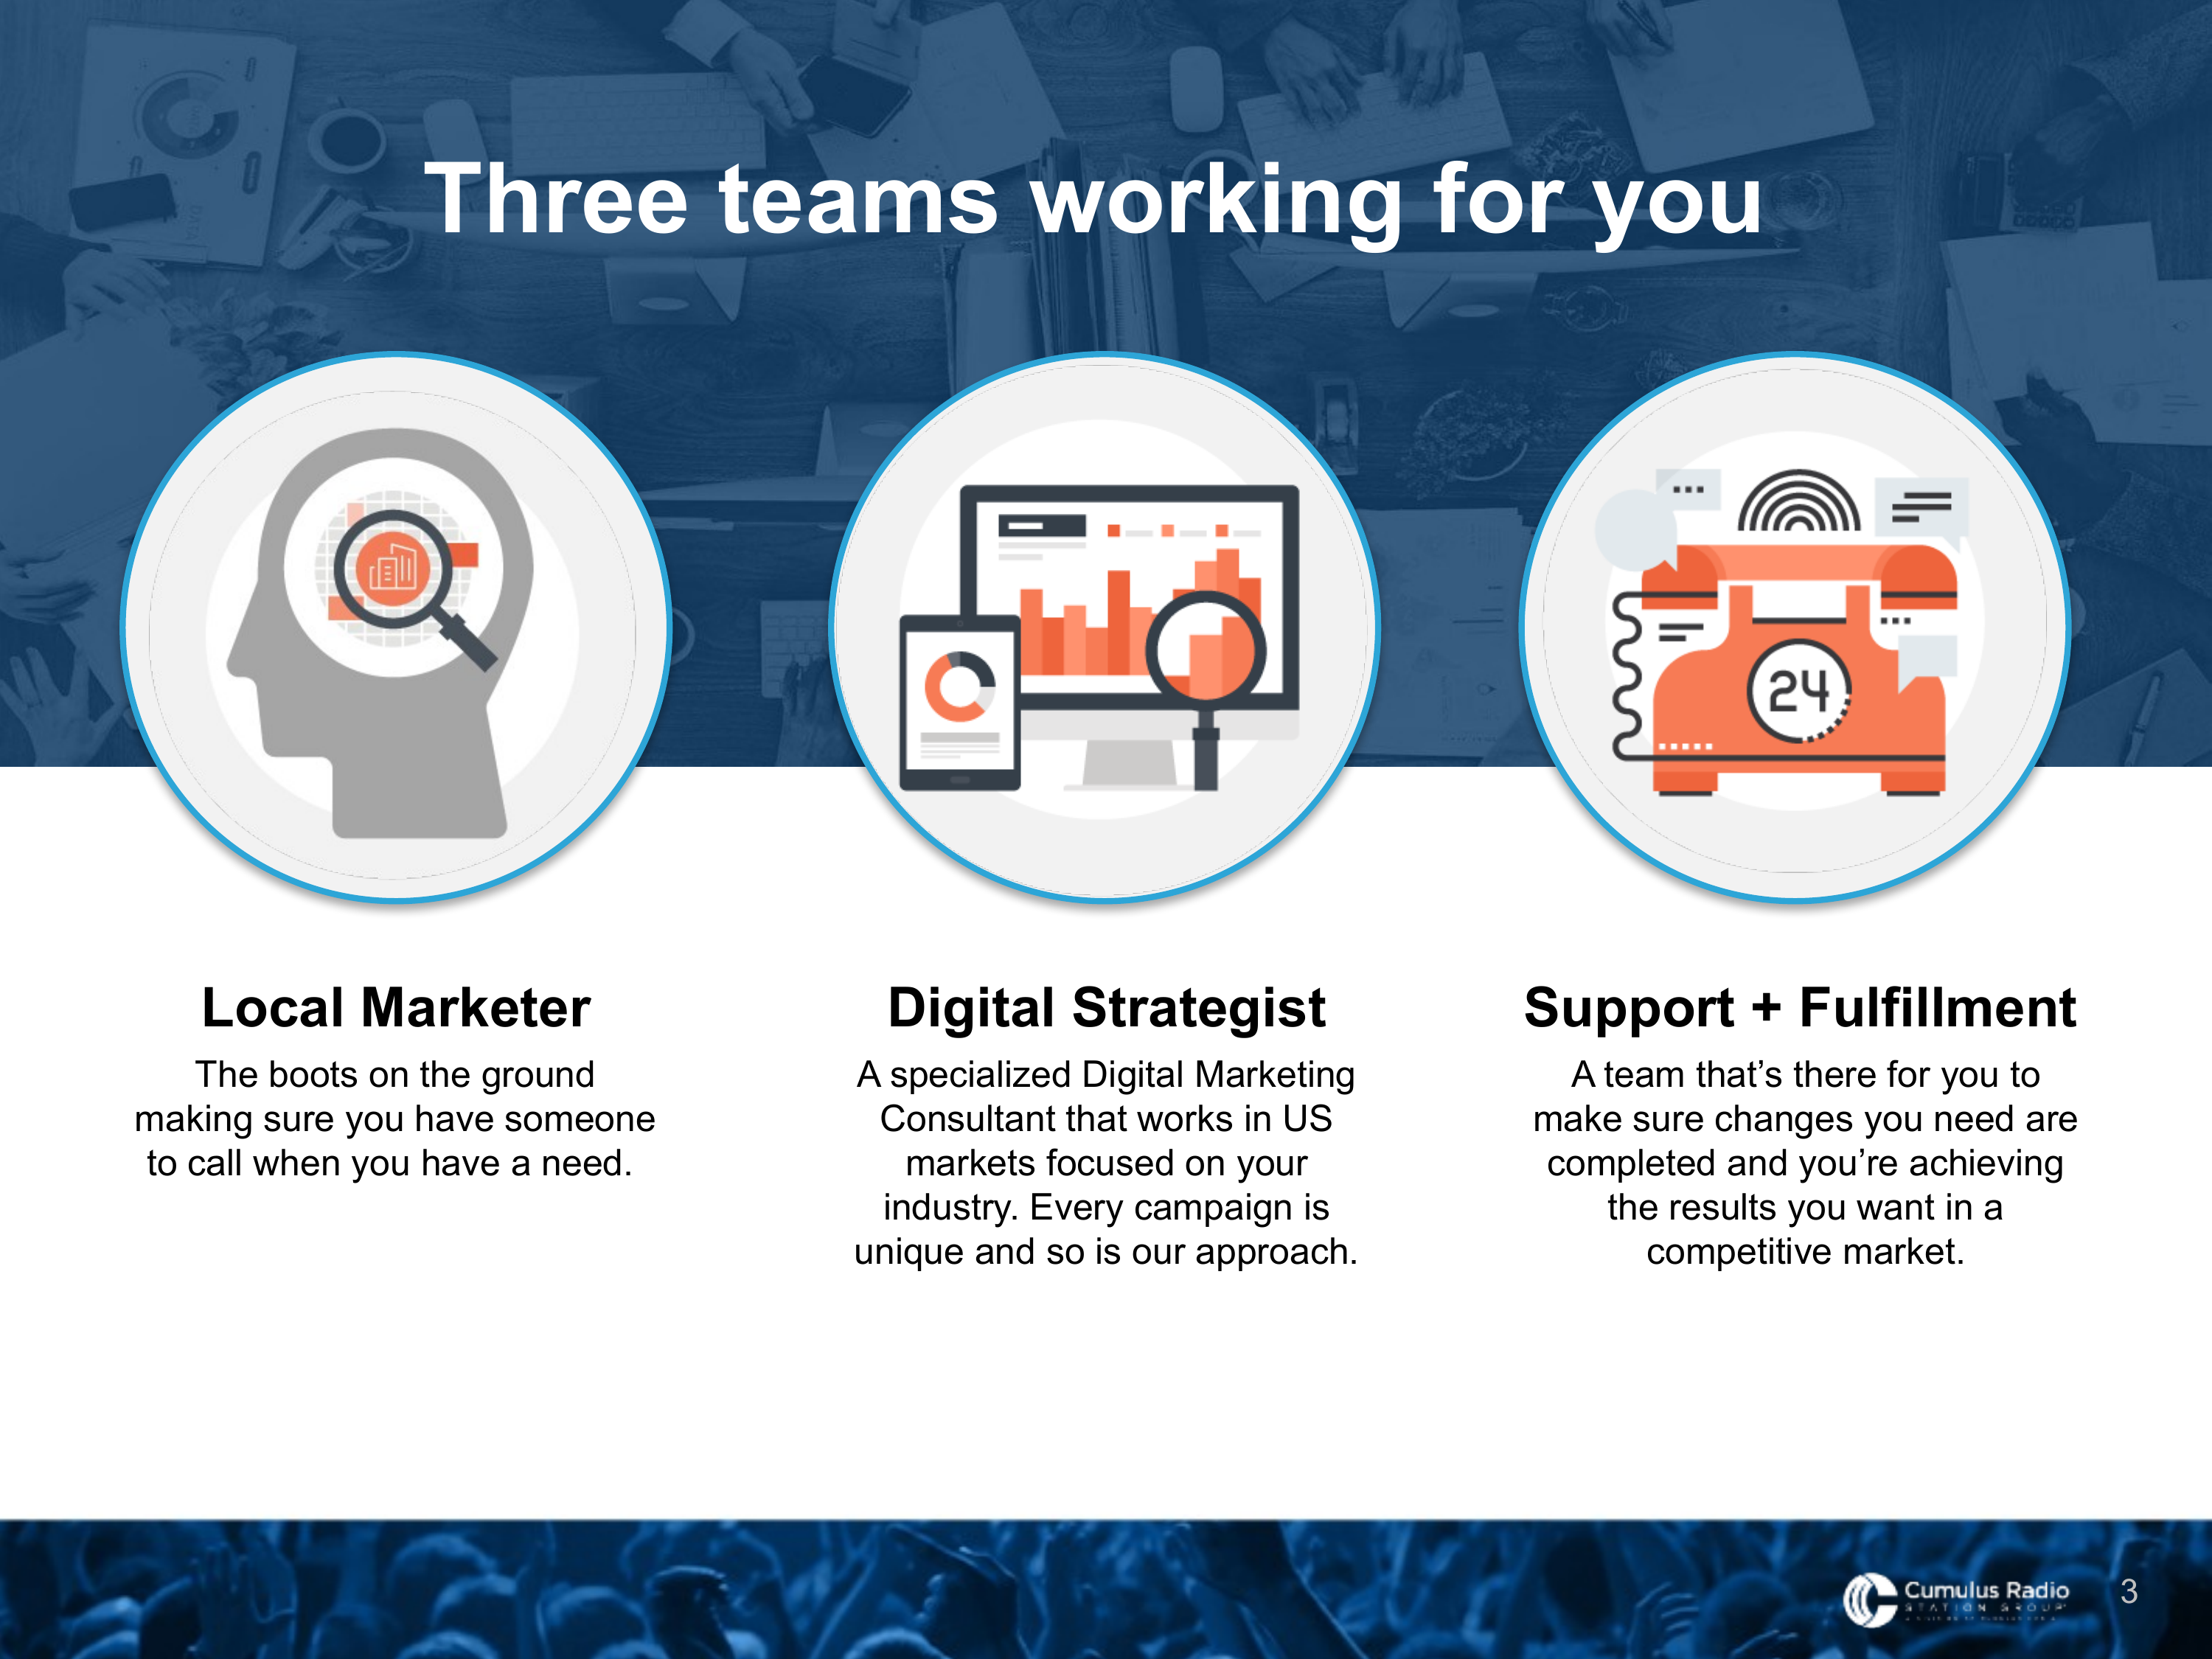 Three teams working for you
24
Local Marketer
The boots on the ground
making sure you have someone
to call when you have a need.
Digital Strategist
A specialized Digital Marketing
Consultant that works in US
markets focused on your
industry. Every campaign is
unique and so is our approach.
Support + Fulfillment
A team that’s there for you to
make sure changes you need are
completed and you’re achieving
the results you want in a
competitive market.
Cumulus Radio
STATION GROUP
3